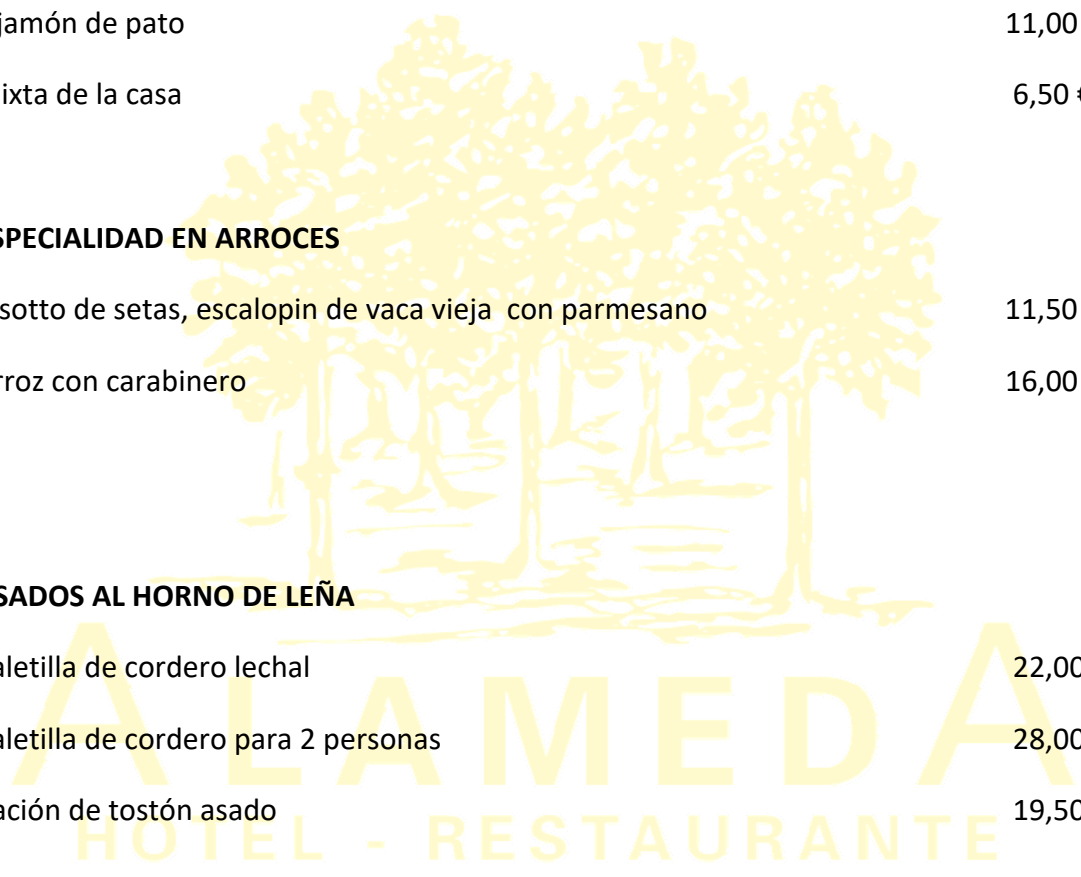 jamón de pato 11,00
ixta de la casa 6,50 €
SPECIALIDAD EN ARROCES
sotto de setas, escalopin de vaca vieja con parmesano 11,50
rroz con carabinero 16,00
SADOS AL HORNO DE LEÑA
aletilla de cordero lechal 22,00
aletilla de cordero para 2 personas 28,00
ación de tostón asado 19,50
ALAMEDA
HOTEL - RESTAURANTE